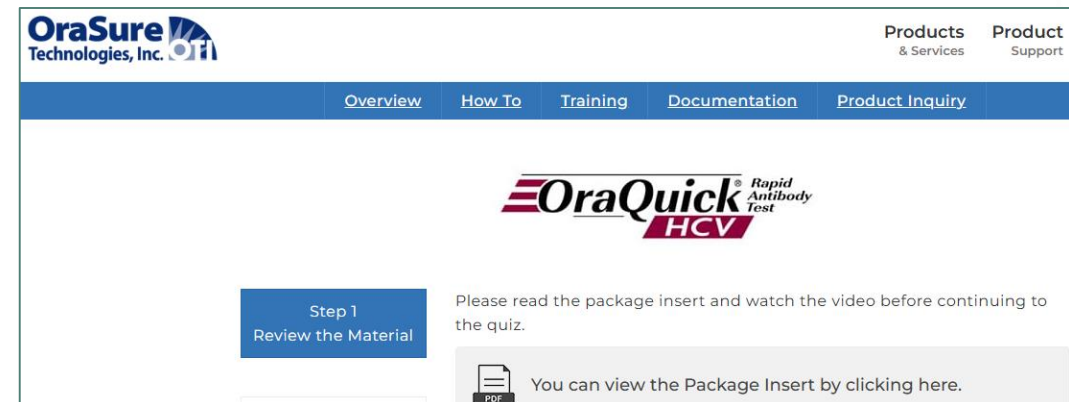 OraSure
Technologies, Inc. OTI
Products Product
& Services Support
Overview How To Training Documentation Product Inquiry
OraQuick® Rapid
Antibody
Test
HCV
Step 1
Review the Material
Please read the package insert and watch the video before continuing to
the quiz.
PDF
You can view the Package Insert by clicking here.